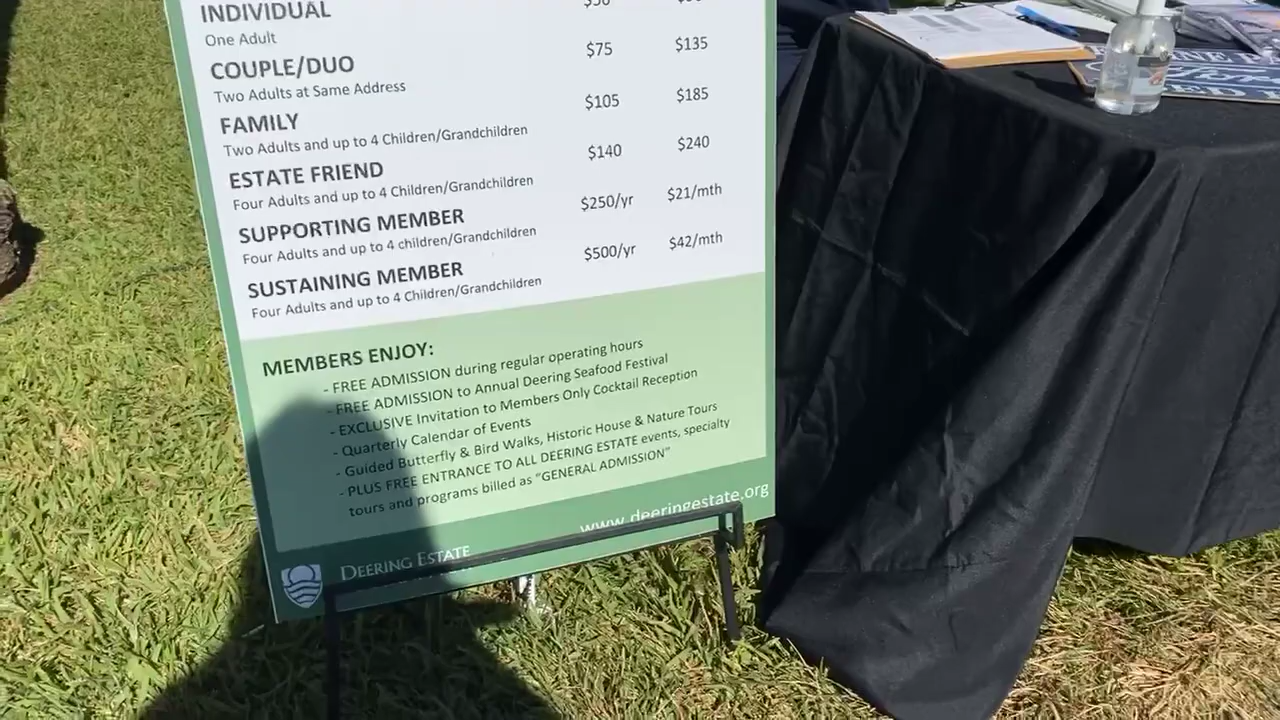 INDIVIDUAL
One Adult
$75 $135
COUPLE/DUO
Two Adults at Same Address
$105 $185
FAMILY
Two Adults and up to 4 Children/Grandchildren
$140 $240
ESTATE FRIEND
Four Adults and up to 4 Children/Grandchildren
$250/yr $21/mth
SUPPORTING MEMBER
Four Adults and up to 4 children/Grandchildren
$500/yr $42/mth
SUSTAINING MEMBER
Four Adults and up to 4 Children/Grandchildren
MEMBERS ENJOY:
- FREE ADMISSION during regular operating hours
- FREE ADMISSION to Annual Deering Seafood Festival
- EXCLUSIVE Invitation to Members Only Cocktail Reception
- Quarterly Calendar of Events
- Guided Butterfly & Bird Walks, Historic House & Nature Tours
- PLUS FREE ENTRANCE TO ALL DEERING ESTATE events, specialty
tours and programs billed as "GENERAL ADMISSION"
www.deeringestate.org
DEERING ESTATE